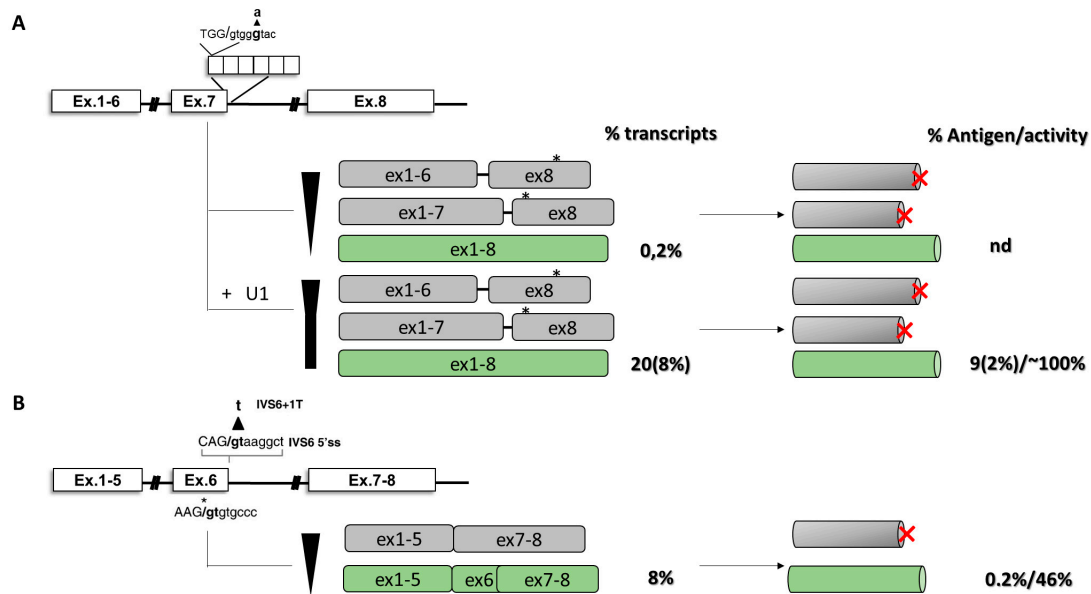 A
a
TGG/gtgggtac
Ex.1-6
Ex.7
Ex.8
% transcripts
% Antigen/activity
ex1-6
*
ex8
ex1-7
*
ex8
ex1-8
0,2%
nd
+ U1
ex1-6
*
ex8
ex1-7
*
ex8
ex1-8
20(8%)
9(2%)/~100%
B
t
IVS6+1T
CAG/gtaaggct IVS6 5'ss
Ex.1-5
Ex.6
Ex.7-8
*
AAG/gtgtgccc
ex1-5
ex7-8
ex1-5
ex6
ex7-8
8%
0.2%/46%